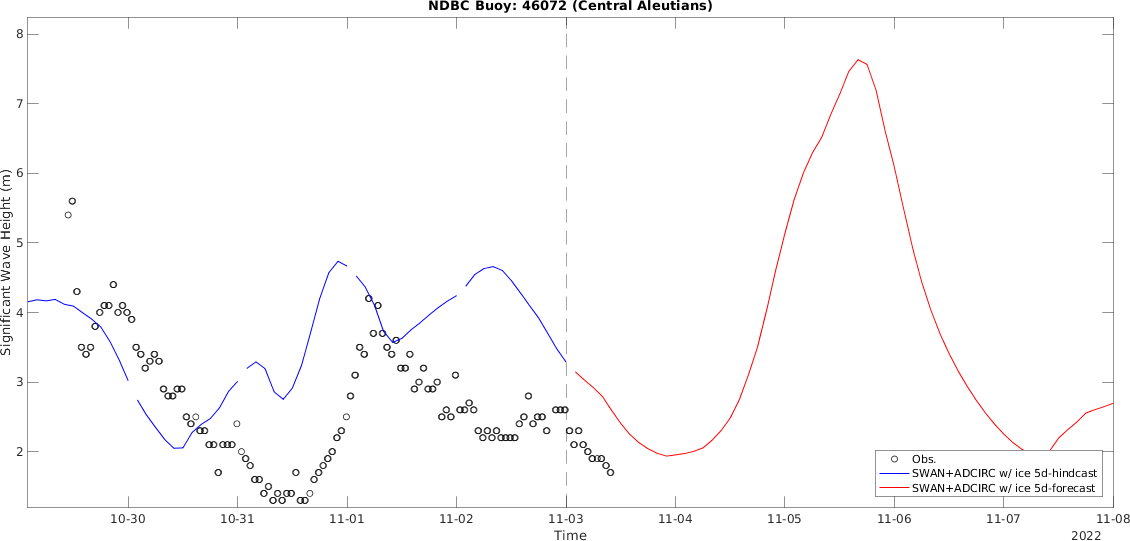 NDBC Buoy: 46072 (Central Aleutians)
Significant Wave Height (m)
8
7
6
5
4
3
2
Obs.
SWAN+ADCIRC w/ ice 5d-hindcast
SWAN+ADCIRC w/ ice 5d-forecast
10-30 10-31 11-01 11-02 11-03 11-04 11-05 11-06 11-07 11-08
Time
2022